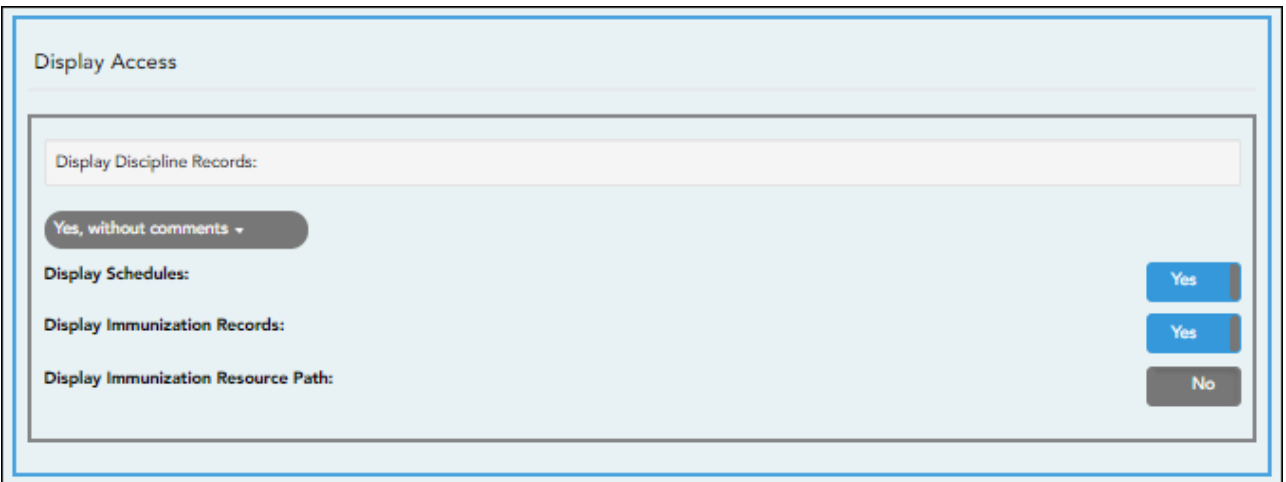 Display Access
Display Discipline Records:
Yes, without comments
Display Schedules:
Yes
Display Immunization Records:
Yes
Display Immunization Resource Path:
No